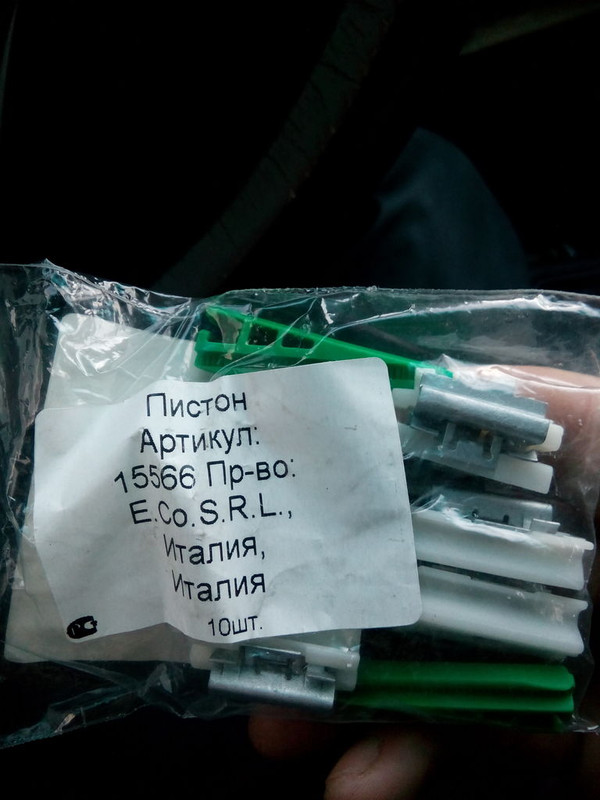 Пистон
Артикул:
15566 Пр-во:
E.Co.S.R.L.,
Италия,
Италия
10шт.